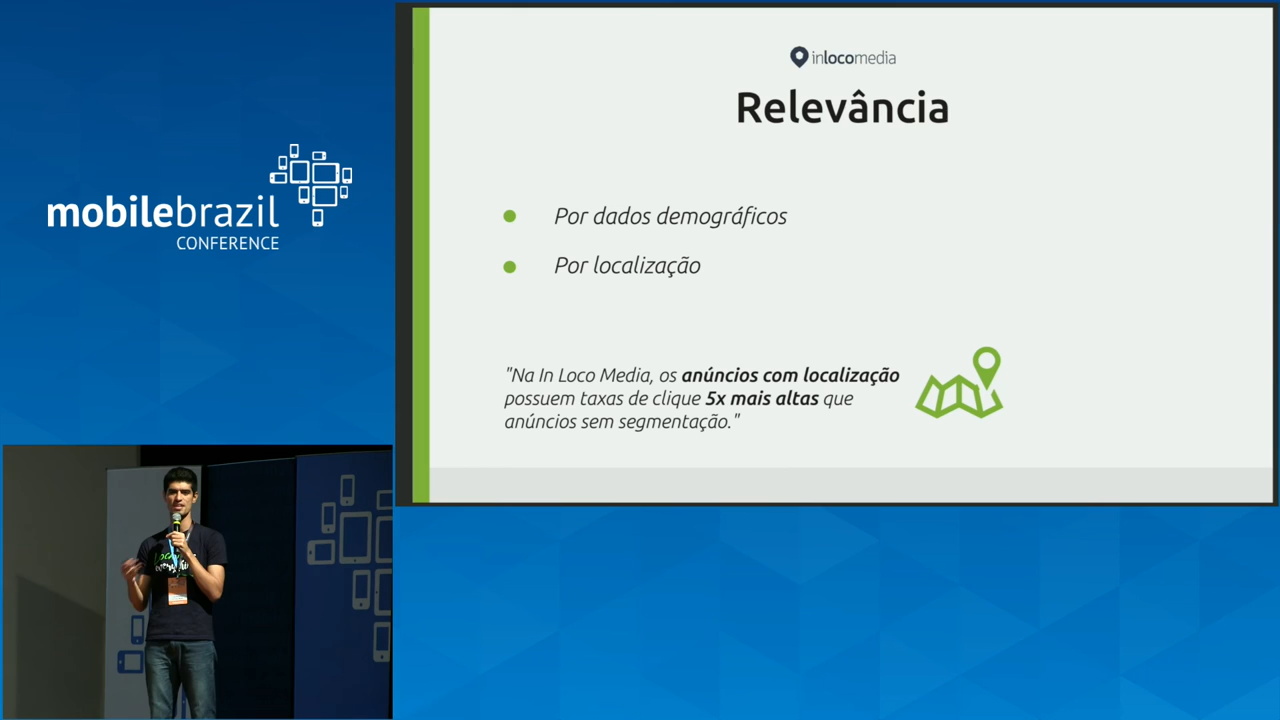 mobilebrazil
CONFERENCE
inlocomedia
Relevância
Por dados demográficos
Por localização
"Na In Loco Media, os anúncios com localização
possuem taxas de clique 5x mais altas que
anúncios sem segmentação."